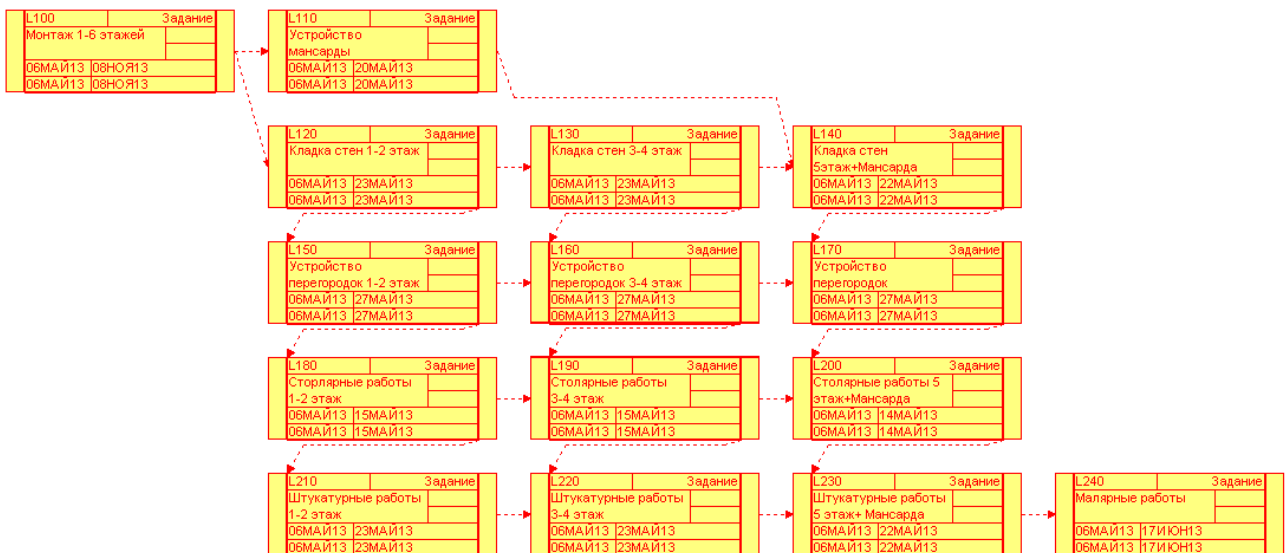 L100 Задание
Монтаж 1-6 этажей
06МАЙ13 08НОЯ13
06МАЙ13 08НОЯ13
L110 Задание
Устройство
мансарды
06МАЙ13 20МАЙ13
06МАЙ13 20МАЙ13
L120 Задание
Кладка стен 1-2 этаж
06МАЙ13 23МАЙ13
06МАЙ13 23МАЙ13
L130 Задание
Кладка стен 3-4 этаж
06МАЙ13 23МАЙ13
06МАЙ13 23МАЙ13
L140 Задание
Кладка стен
5этаж+Мансарда
06МАЙ13 22МАЙ13
06МАЙ13 22МАЙ13
L150 Задание
Устройство
перегородок 1-2 этаж
06МАЙ13 27МАЙ13
06МАЙ13 27МАЙ13
L160 Задание
Устройство
перегородок 3-4 этаж
06МАЙ13 27МАЙ13
06МАЙ13 27МАЙ13
L170 Задание
Устройство
перегородок
06МАЙ13 27МАЙ13
06МАЙ13 27МАЙ13
L180 Задание
Сторлярные работы
1-2 этаж
06МАЙ13 15МАЙ13
06МАЙ13 15МАЙ13
L190 Задание
Столярные работы
3-4 этаж
06МАЙ13 15МАЙ13
06МАЙ13 15МАЙ13
L200 Задание
Столярные работы 5
этаж+Мансарда
06МАЙ13 14МАЙ13
06МАЙ13 14МАЙ13
L210 Задание
Штукатурные работы
1-2 этаж
06МАЙ13 23МАЙ13
06МАЙ13 23МАЙ13
L220 Задание
Штукатурные работы
3-4 этаж
06МАЙ13 23МАЙ13
06МАЙ13 23МАЙ13
L230 Задание
Штукатурные работы
5 этаж+ Мансарда
06МАЙ13 22МАЙ13
06МАЙ13 22МАЙ13
L240 Задание
Малярные работы
06МАЙ13 17ИЮН13
06МАЙ13 17ИЮН13